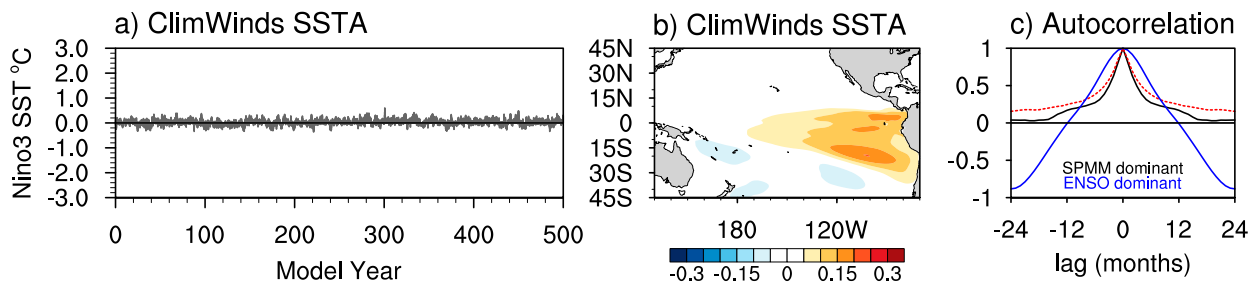 a) ClimWinds SSTA
Nino3 SST °C
3.0
2.0
1.0
0.0
-1.0
-2.0
-3.0
0 100 200 300 400 500
Model Year
b) ClimWinds SSTA
45N
30N
15N
0
15S
30S
45S
180 120W
-0.3 -0.15 0 0.15 0.3
c) Autocorrelation
1
0.5
0
-0.5
-1
SPMM dominant
ENSO dominant
-24 -12 0 12 24
lag (months)